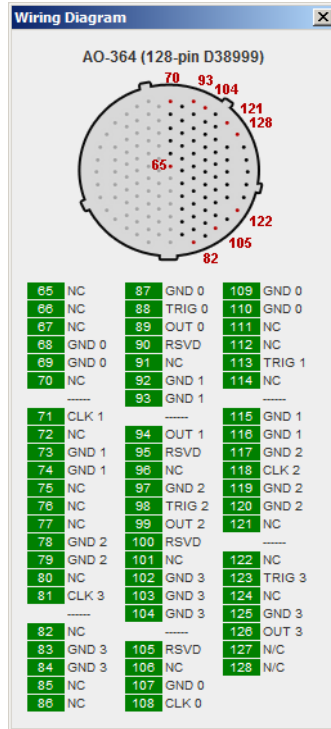 Wiring Diagram
AO-364 (128-pin D38999)
70
93
104
121
128
65
122
105
82
65 NC
66 NC
67 NC
68 GND 0
69 GND 0
70 NC
------
71 CLK 1
72 NC
73 GND 1
74 GND 1
75 NC
76 NC
77 NC
78 GND 2
79 GND 2
80 NC
81 CLK 3
------
82 NC
83 GND 3
84 GND 3
85 NC
86 NC
87 GND 0
88 TRIG 0
89 OUT 0
90 RSVD
91 NC
92 GND 1
93 GND 1
------
94 OUT 1
95 RSVD
96 NC
97 GND 2
98 TRIG 2
99 OUT 2
100 RSVD
101 NC
102 GND 3
103 GND 3
104 GND 3
------
105 RSVD
106 NC
107 GND 0
108 CLK 0
109 GND 0
110 GND 0
111 NC
112 NC
113 TRIG 1
114 NC
------
115 GND 1
116 GND 1
117 GND 2
118 CLK 2
119 GND 2
120 GND 2
121 NC
------
122 NC
123 TRIG 3
124 NC
125 GND 3
126 OUT 3
127 N/C
128 N/C